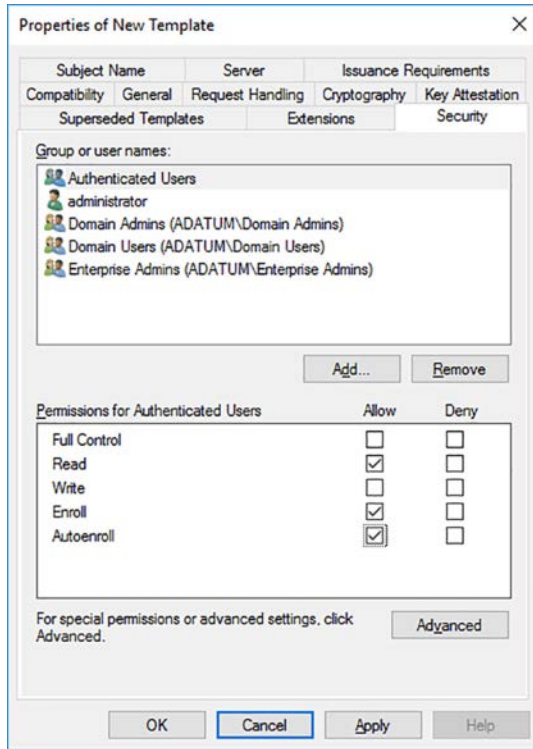 Properties of New Template
Subject Name Server Issuance Requirements
Compatibility General Request Handling Cryptography Key Attestation
Superseded Templates Extensions Security
Group or user names:
Authenticated Users
administrator
Domain Admins (ADATUM\Domain Admins)
Domain Users (ADATUM\Domain Users)
Enterprise Admins (ADATUM\Enterprise Admins)
Add... Remove
Permissions for Authenticated Users Allow Deny
Full Control
Read
Write
Enroll
Autoenroll
For special permissions or advanced settings, click
Advanced.
Advanced
OK Cancel Apply Help